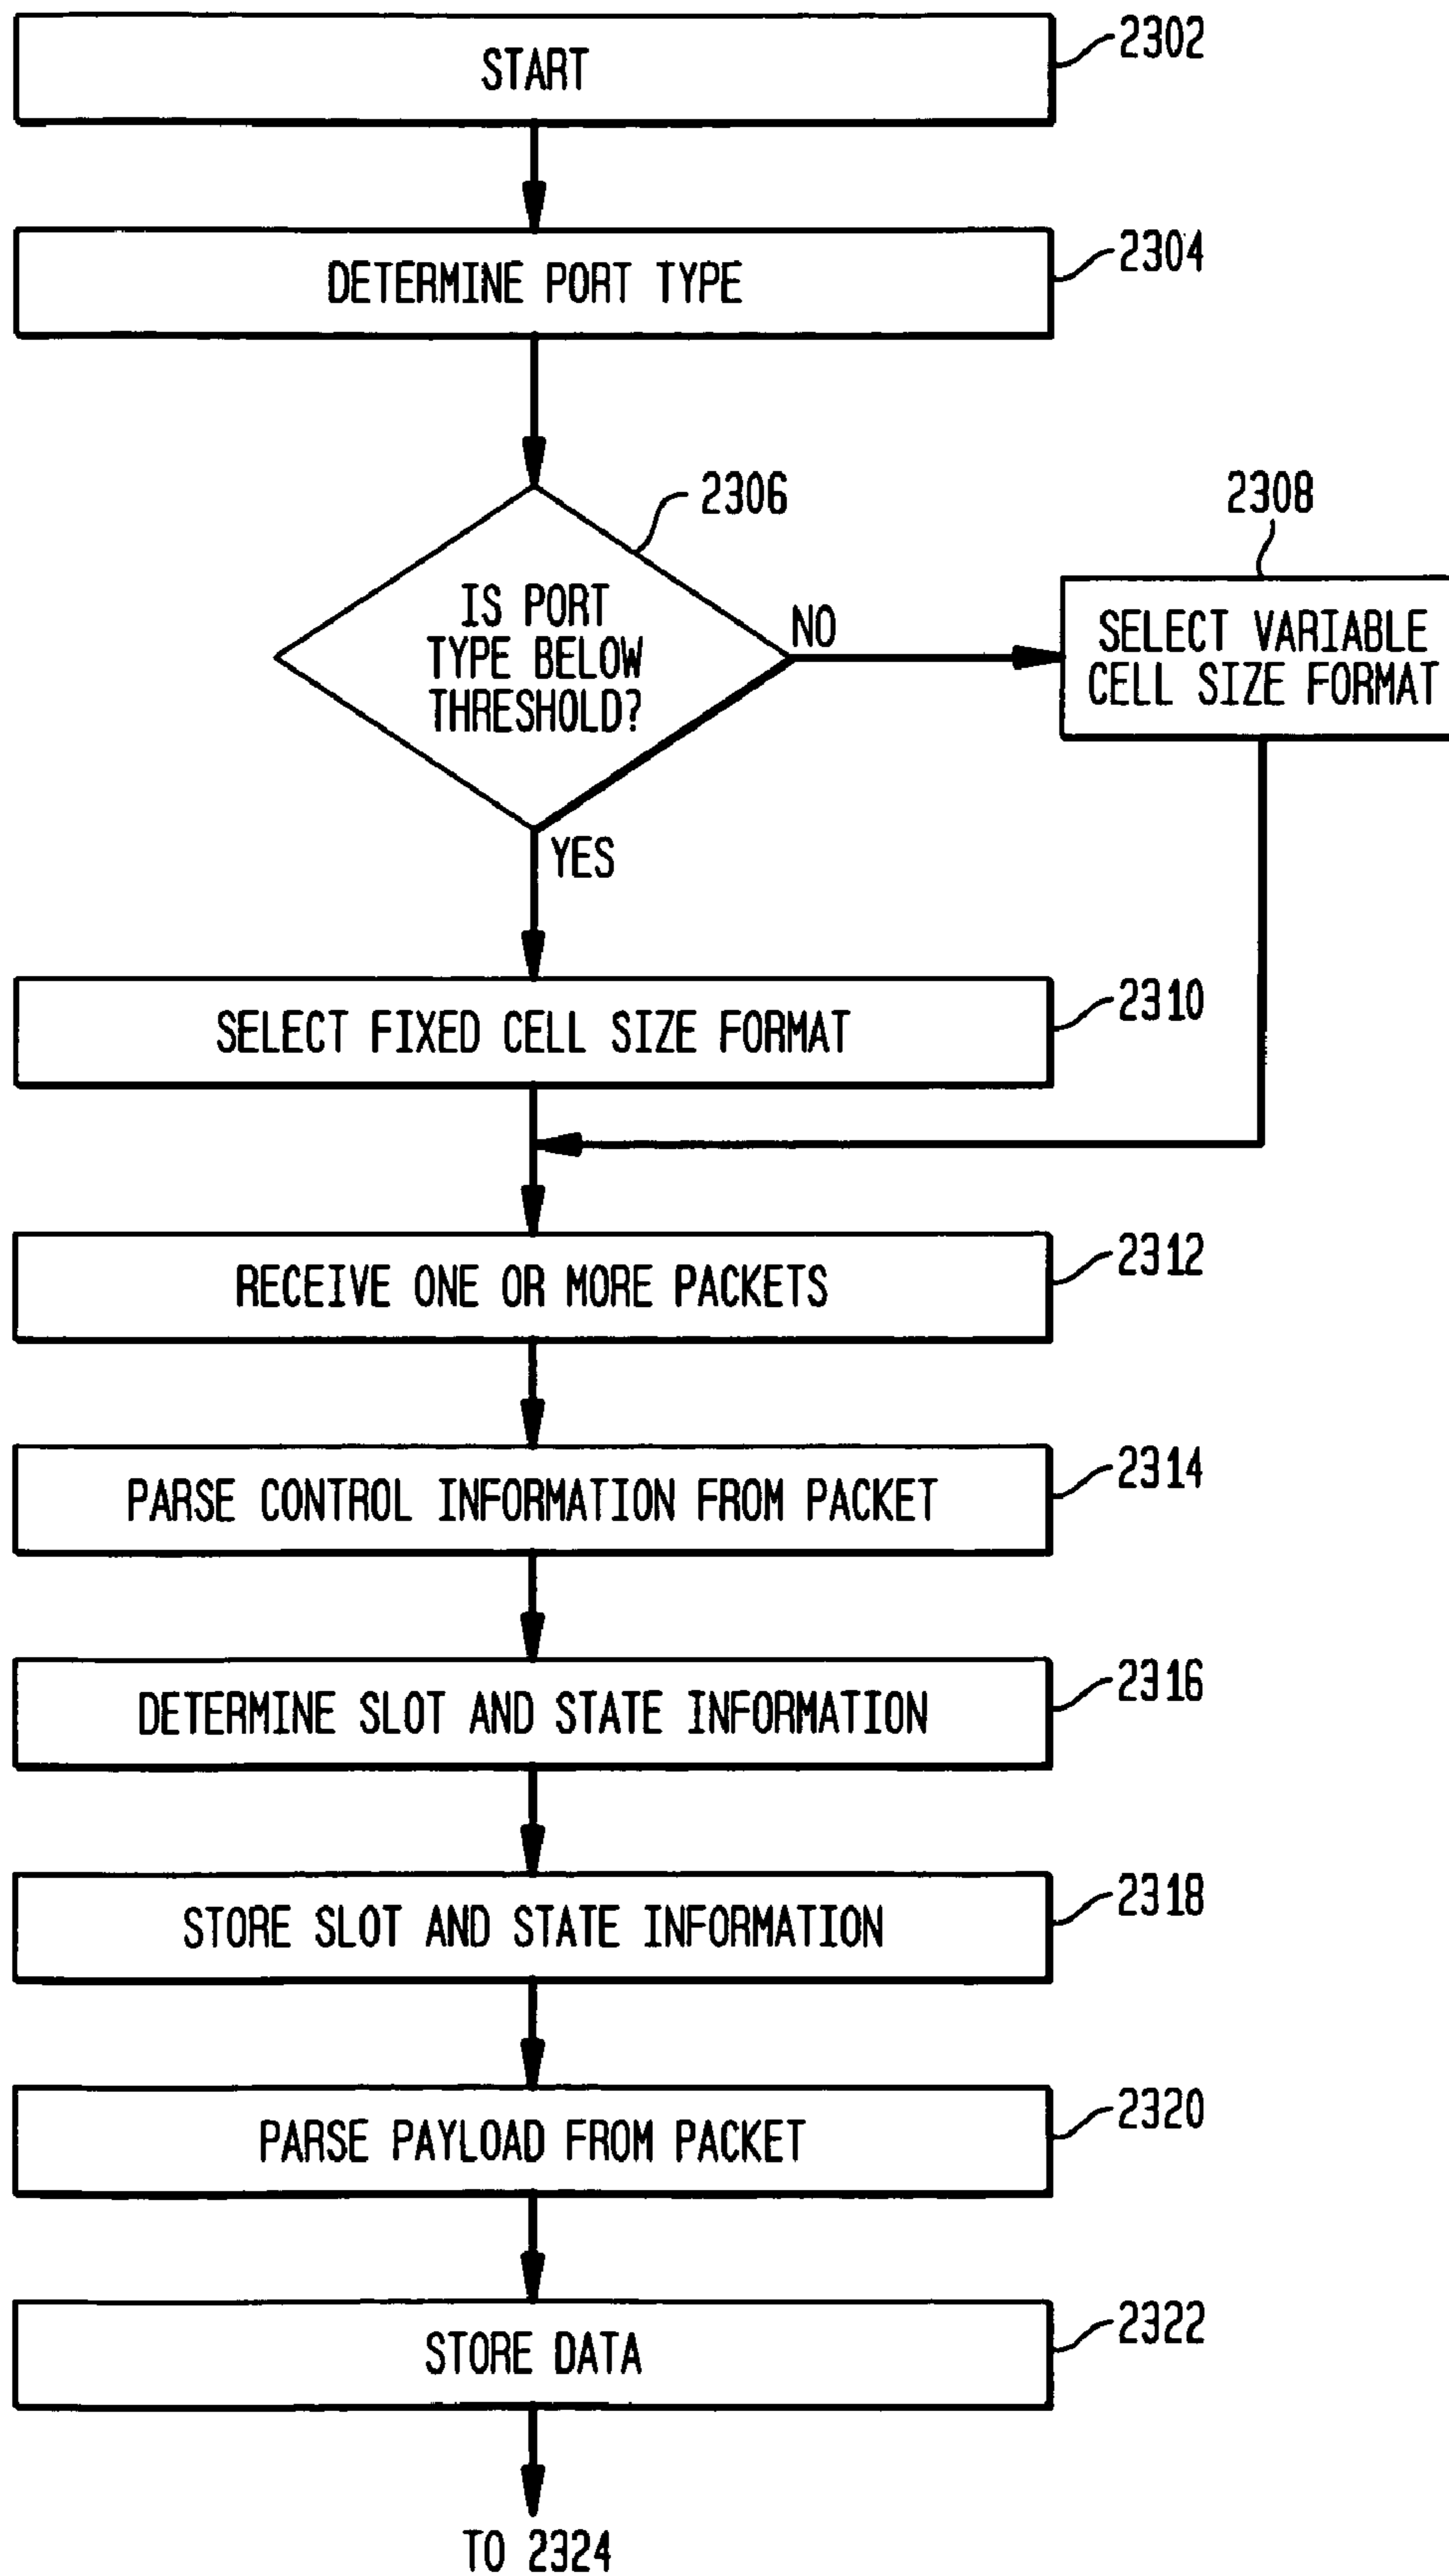 START
2302
DETERMINE PORT TYPE
2304
IS PORT
TYPE BELOW
THRESHOLD?
2306
NO
2308
SELECT VARIABLE
CELL SIZE FORMAT
YES
SELECT FIXED CELL SIZE FORMAT
2310
RECEIVE ONE OR MORE PACKETS
2312
PARSE CONTROL INFORMATION FROM PACKET
2314
DETERMINE SLOT AND STATE INFORMATION
2316
STORE SLOT AND STATE INFORMATION
2318
PARSE PAYLOAD FROM PACKET
2320
STORE DATA
2322
TO 2324